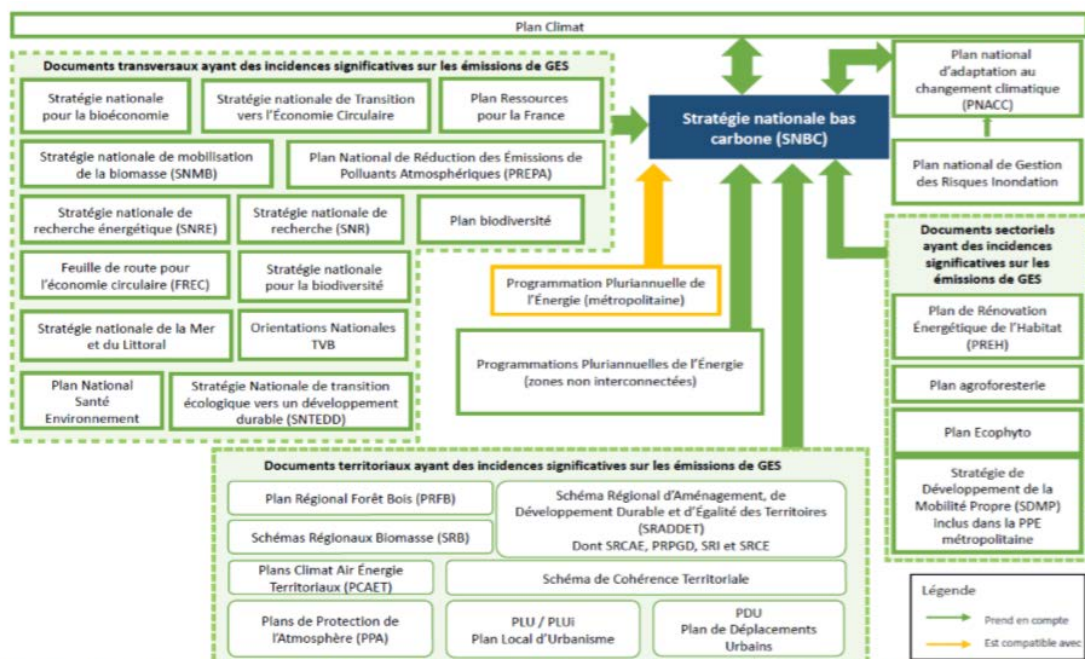 Plan Climat
Documents transversaux ayant des incidences significatives sur les émissions de GES
Stratégie nationale
pour la bioéconomie
Stratégie nationale de Transition
vers l'Économie Circulaire
Plan Ressources
pour la France
Stratégie nationale de mobilisation
de la biomasse (SNMB)
Plan National de Réduction des Émissions de
Polluants Atmosphériques (PREPA)
Stratégie nationale de
recherche énergétique (SNRE)
Stratégie nationale de
recherche (SNR)
Plan biodiversité
Feuille de route pour
l'économie circulaire (FREC)
Stratégie nationale
pour la biodiversité
Stratégie nationale de la Mer
et du Littoral
Orientations Nationales
TVB
Plan National
Santé
Environnement
Stratégie Nationale de transition
écologique vers un développement
durable (SNTEDD)
Stratégie nationale bas
carbone (SNBC)
Plan national
d'adaptation au
changement climatique
(PNACC)
Plan national de Gestion
des Risques Inondation
Programmation Pluriannuelle de
l'Énergie (métropolitaine)
Programmations Pluriannuelles de l'Énergie
(zones non interconnectées)
Documents sectoriels
ayant des incidences
significatives sur les
émissions de GES
Plan de Rénovation
Énergétique de l'Habitat
(PREH)
Plan agroforesterie
Plan Ecophyto
Stratégie de
Développement de la
Mobilité Propre (SDMP)
inclus dans la PPE
métropolitaine
Documents territoriaux ayant des incidences significatives sur les émissions de GES
Plan Régional Forêt Bois (PRFB)
Schémas Régionaux Biomasse (SRB)
Schéma Régional d'Aménagement, de
Développement Durable et d'Égalité des Territoires
(SRADDET)
Dont SRCAE, PRPGD, SRI et SRCE
Plans Climat Air Énergie
Territoriaux (PCAET)
Schéma de Cohérence Territoriale
Plans de Protection de
l'Atmosphère (PPA)
PLU / PLUi
Plan Local d'Urbanisme
PDU
Plan de Déplacements
Urbains
Légende
Prend en compte
Est compatible avec